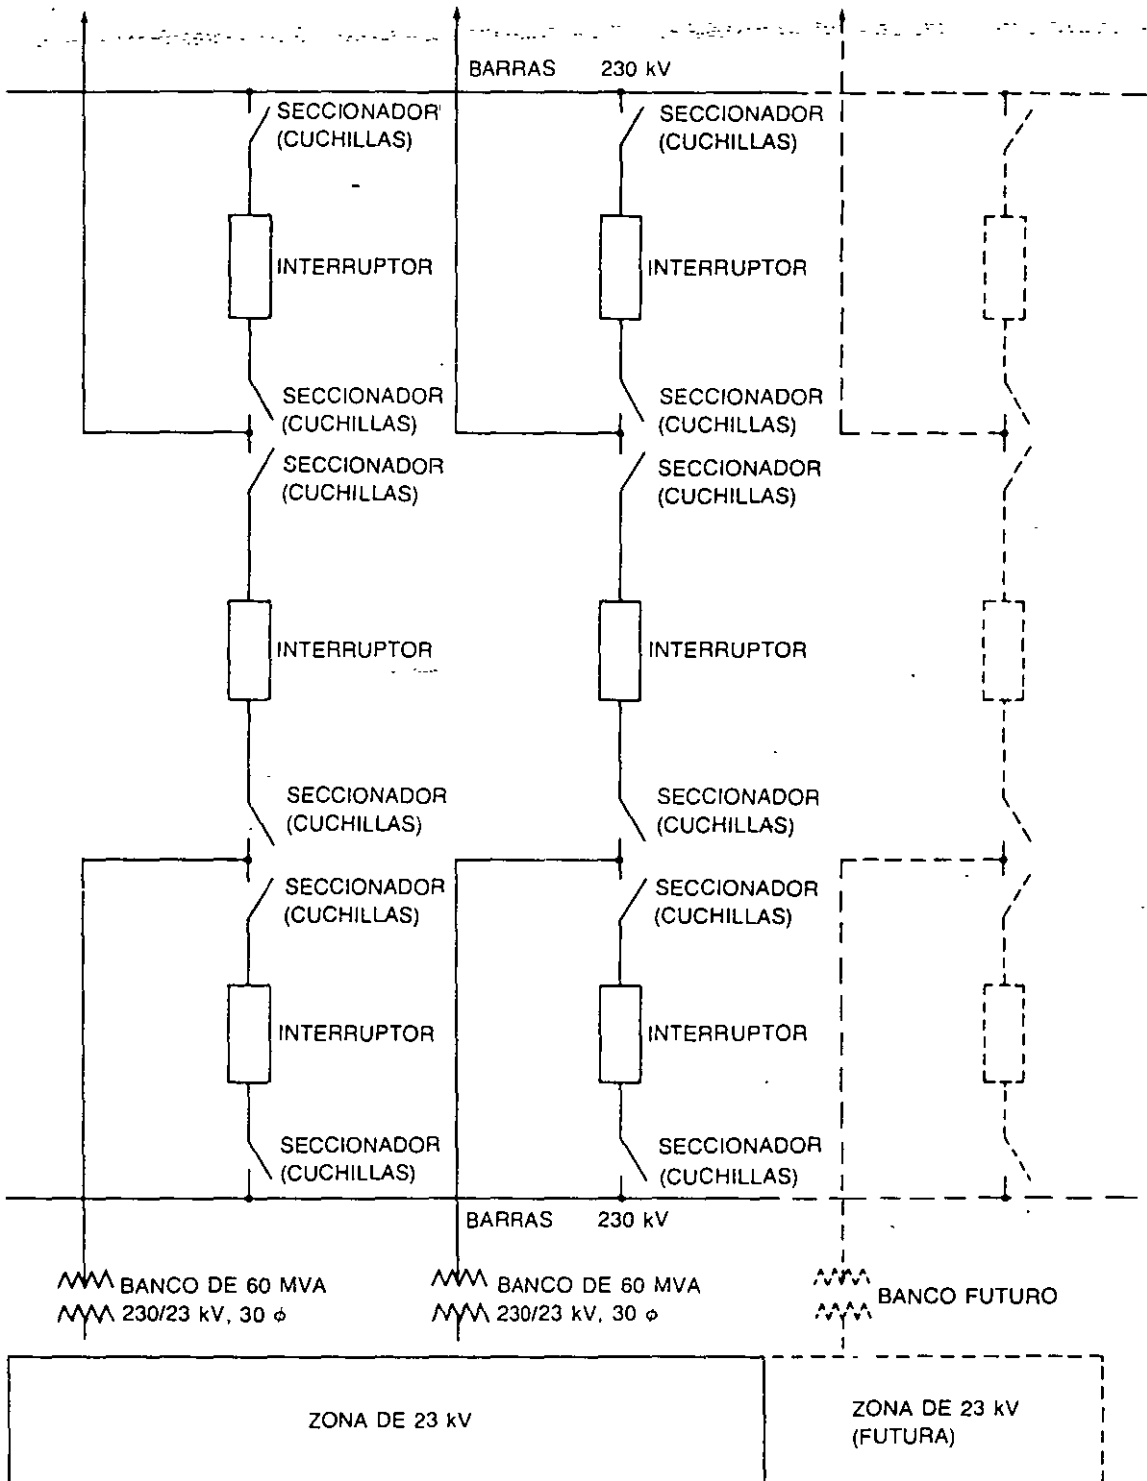 BARRAS 230 kV
SECCIONADOR
(CUCHILLAS)
SECCIONADOR
(CUCHILLAS)
INTERRUPTOR
INTERRUPTOR
SECCIONADOR
(CUCHILLAS)
SECCIONADOR
(CUCHILLAS)
SECCIONADOR
(CUCHILLAS)
SECCIONADOR
(CUCHILLAS)
INTERRUPTOR
INTERRUPTOR
SECCIONADOR
(CUCHILLAS)
SECCIONADOR
(CUCHILLAS)
SECCIONADOR
(CUCHILLAS)
SECCIONADOR
(CUCHILLAS)
INTERRUPTOR
INTERRUPTOR
SECCIONADOR
(CUCHILLAS)
SECCIONADOR
(CUCHILLAS)
BARRAS 230 kV
BANCO DE 60 MVA
230/23 kV, 30 φ
BANCO DE 60 MVA
230/23 kV, 30 φ
BANCO FUTURO
ZONA DE 23 kV
ZONA DE 23 kV
(FUTURA)